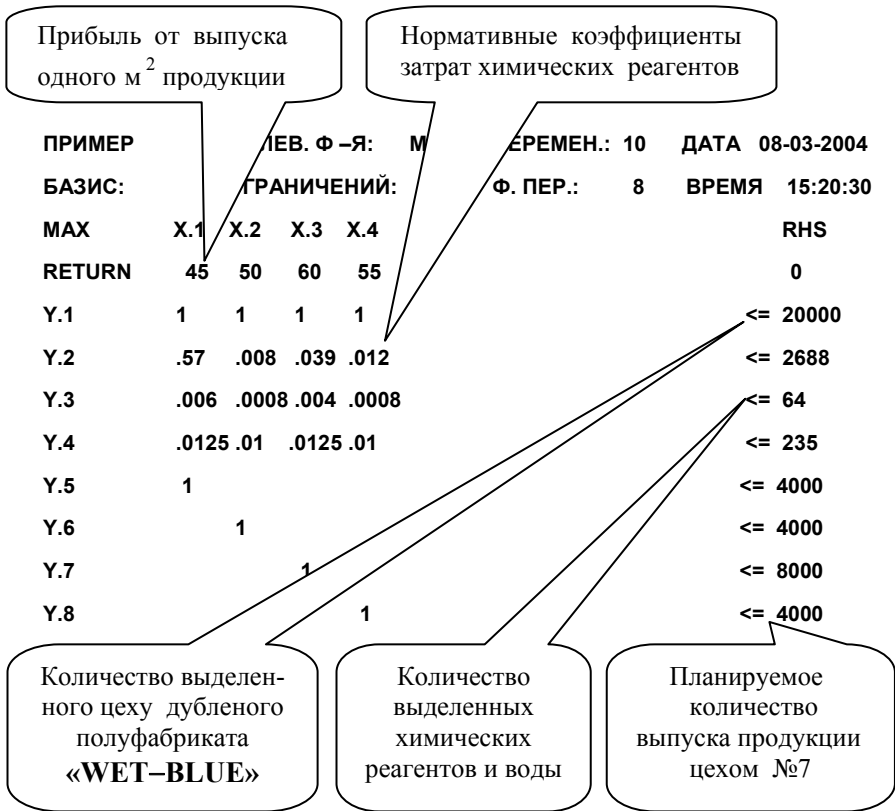 Прибыль от выпуска
одного м 2 продукции
Нормативные коэффициенты
затрат химических реагентов
ПРИМЕР ЛЕВ. Ф –Я: М ЕРЕМЕН.: 10 ДАТА 08-03-2004
БАЗИС: ГРАНИЧЕНИЙ: Ф. ПЕР.: 8 ВРЕМЯ 15:20:30
MAX X.1 X.2 X.3 X.4 RHS
RETURN 45 50 60 55 0
Y.1 1 1 1 1 <= 20000
Y.2 .57 .008 .039 .012 <= 2688
Y.3 .006 .0008 .004 .0008 <= 64
Y.4 .0125 .01 .0125 .01 <= 235
Y.5 1 <= 4000
Y.6 1 <= 4000
Y.7 1 <= 8000
Y.8 1 <= 4000
Количество выделен-
ного цеху дубленого
полуфабриката
«WET–BLUE»
Количество
выделенных
химических
реагентов и воды
Планируемое
количество
выпуска продукции
цехом №7